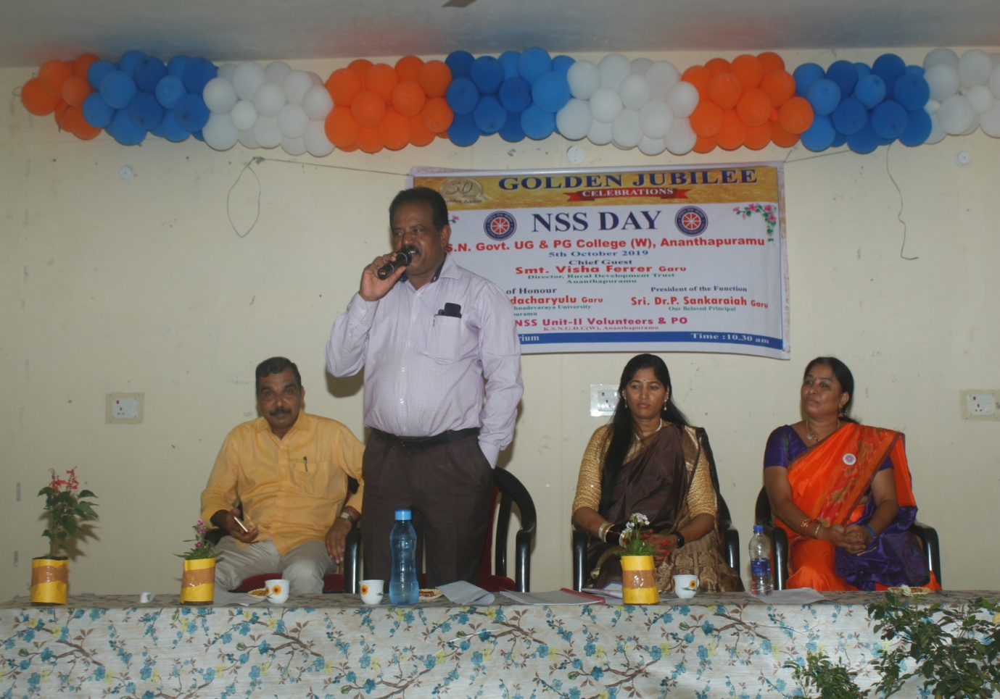 50
GOLDEN JUBILEE
CELEBRATIONS
NSS DAY
S.N. Govt. UG & PG College (W), Ananthapuramu
5th October 2019
Chief Guest
Smt. Visha Ferrer Garu
Director, Rural Development Trust
Ananthapuramu
of Honour
dacharyulu Garu
hnadevaraya University
puramu
President of the Function
Sri. Dr.P. Sankaraiah Garu
Our Beloved Principal
NSS Unit-II Volunteers & PO
K.S.N.G.D.C(W), Ananthapuramu
rium
Time :10.30 am